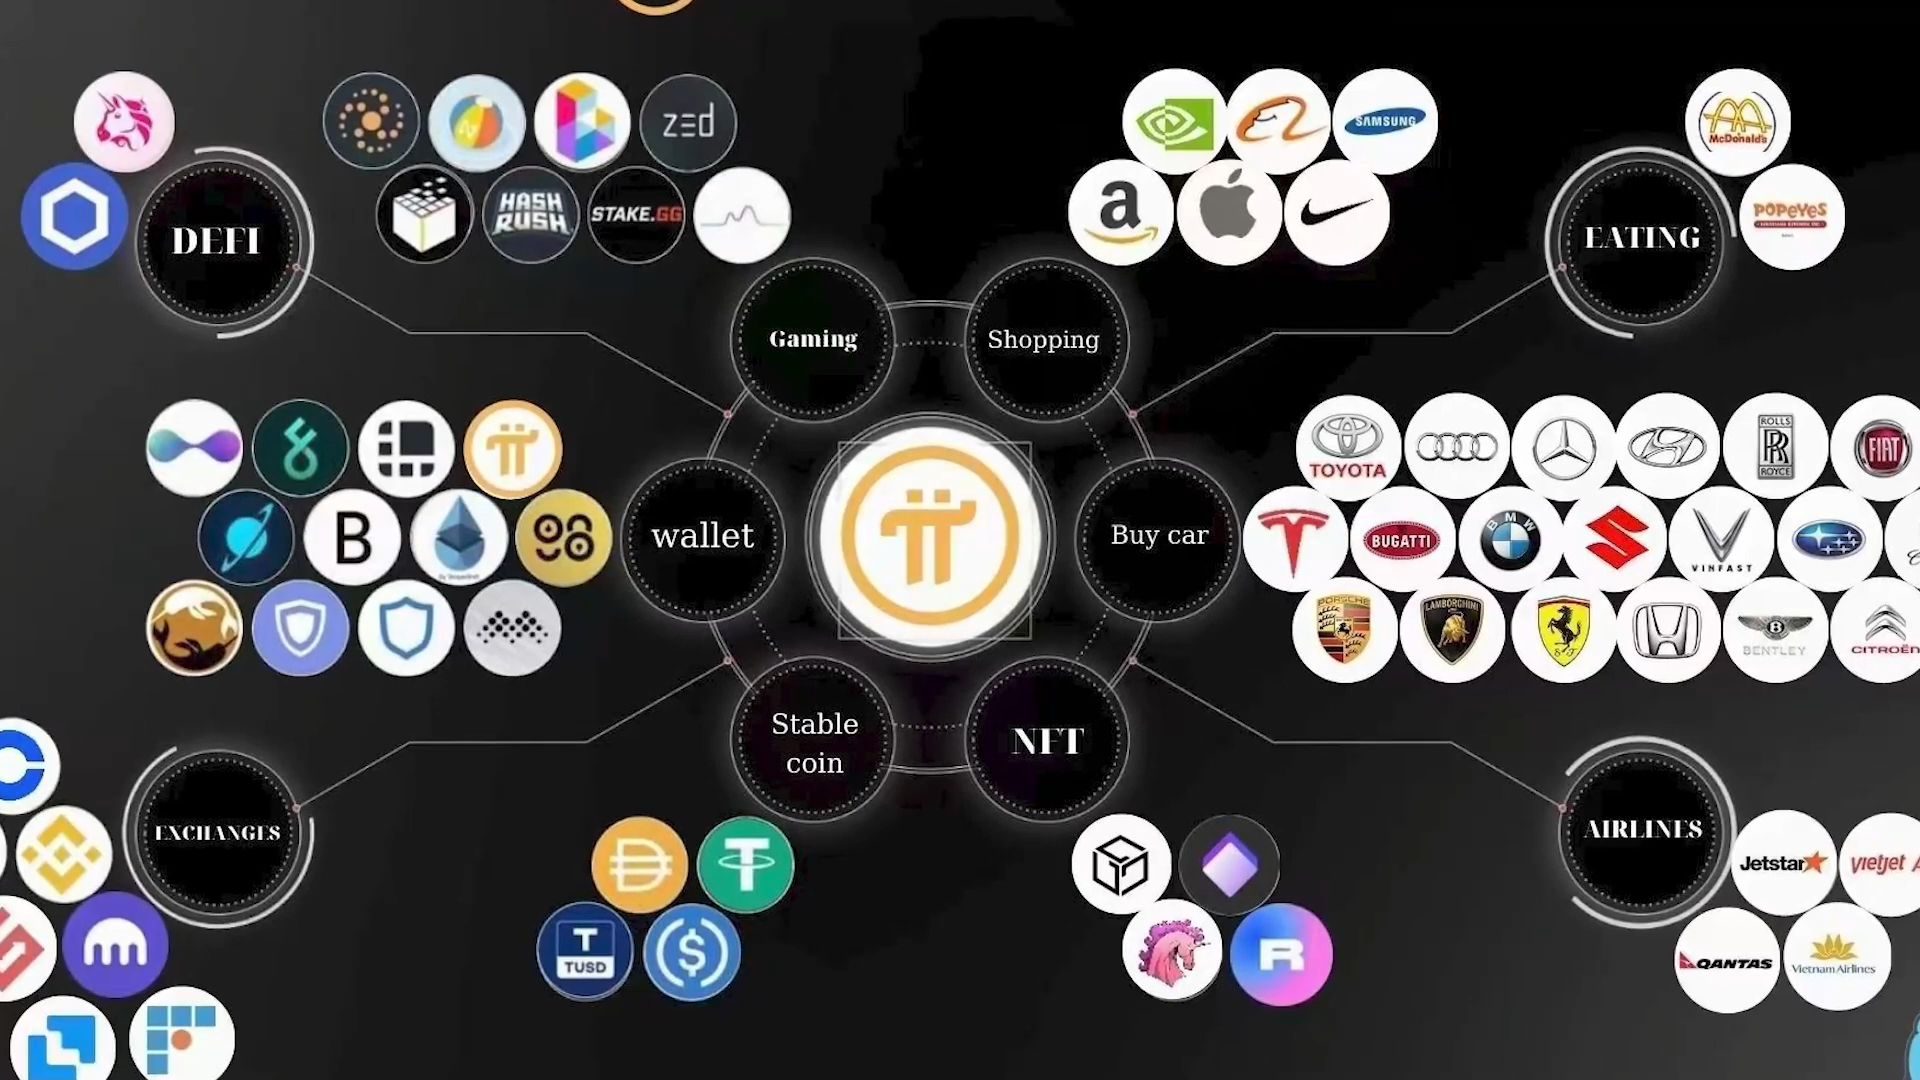 zed
SAMSUNG
McDonald's
HASH
RUSH
STAKE.GG
a
POPEYES
DEFI
EATING
Gaming
Shopping
ROLLS
RR
ROYCE
TOYOTA
FIAT
B
BMW
wallet
Buy car
BUGATTI
VINFAST
PORSCHE
LAMBORGHINI
B
BENTLEY
CITROËN
Stable
coin
NFT
EXCHANGES
AIRLINES
Jetstar
vietjet
T
TUSD
R
QANTAS
Vietnam Airlines